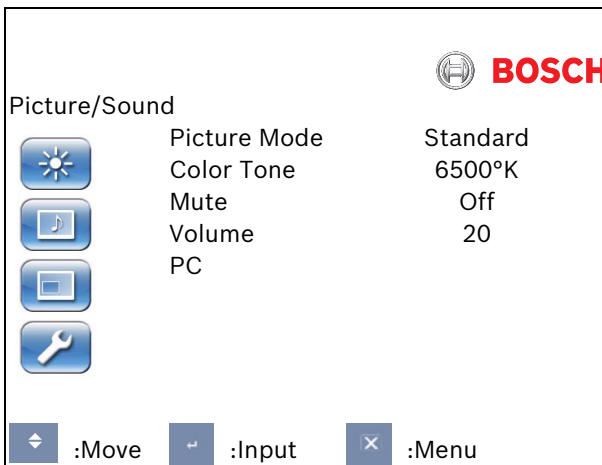 BOSCH
Picture/Sound
Picture Mode Standard
Color Tone 6500°K
Mute Off
Volume 20
PC
:Move :Input :Menu